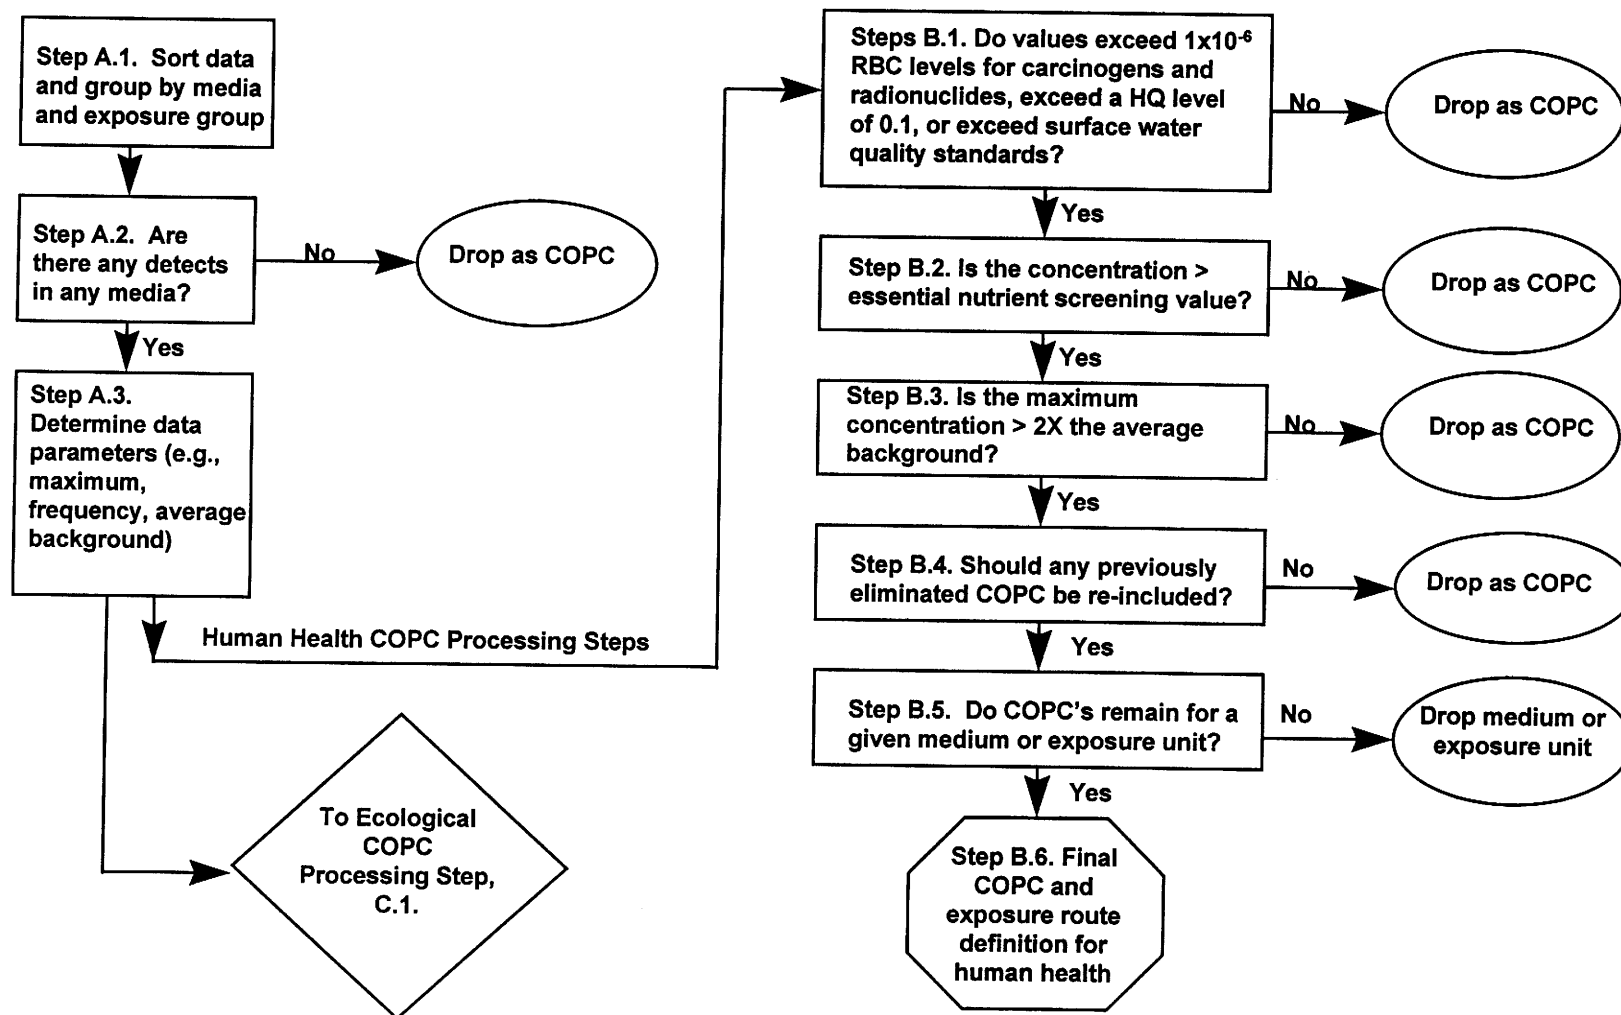 Step A.1.  Sort data
and group by media
and exposure group
Step A.2.  Are
there any detects
in any media?
No
Drop as COPC
Yes
Step A.3.
Determine data
parameters (e.g.,
maximum,
frequency, average
background)
Human Health COPC Processing Steps
To Ecological
COPC
Processing Step,
C.1.
Steps B.1. Do values exceed 1x10⁻⁶
RBC levels for carcinogens and
radionuclides, exceed a HQ level
of 0.1, or exceed surface water
quality standards?
No
Drop as COPC
Yes
Step B.2. Is the concentration >
essential nutrient screening value?
No
Drop as COPC
Yes
Step B.3. Is the maximum
concentration > 2X the average
background?
No
Drop as COPC
Yes
Step B.4. Should any previously
eliminated COPC be re-included?
No
Drop as COPC
Yes
Step B.5.  Do COPC's remain for a
given medium or exposure unit?
No
Drop medium or
exposure unit
Yes
Step B.6. Final
COPC and
exposure route
definition for
human health